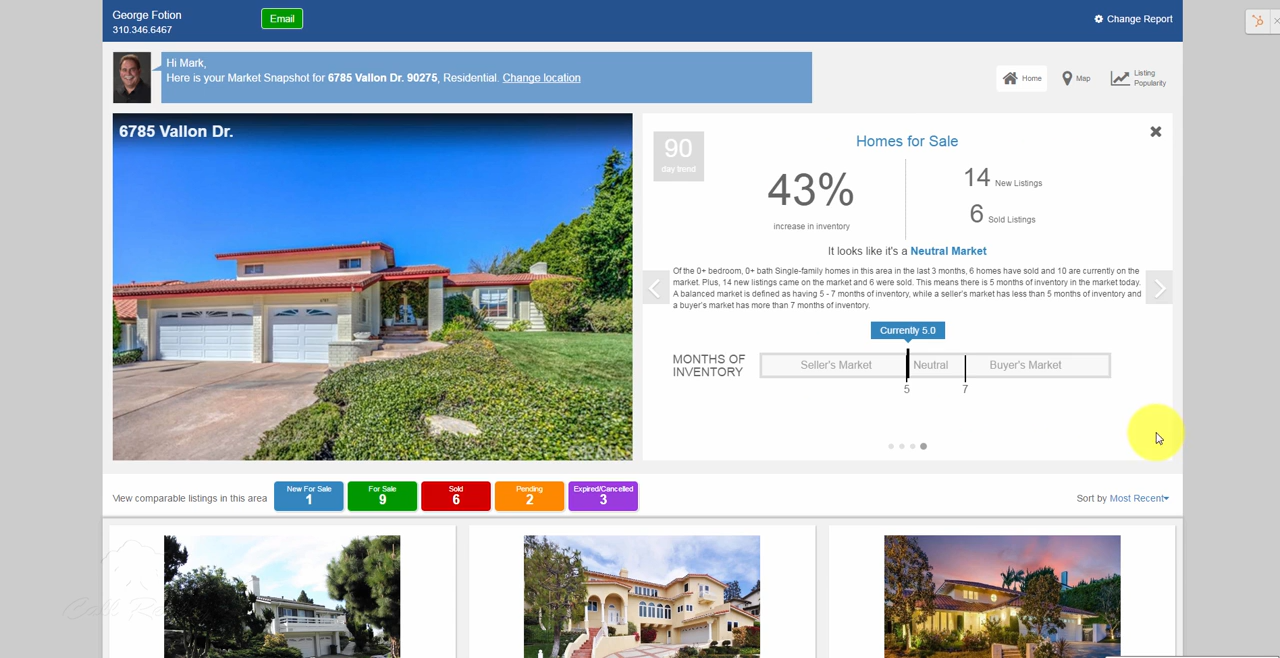 George Fotion
310.346.6467
Email
Change Report
Hi Mark,
Here is your Market Snapshot for 6785 Vallon Dr. 90275, Residential. Change location
Home
Map
Listing
Popularity
6785 Vallon Dr.
90
day trend
Homes for Sale
43%
increase in inventory
14 New Listings
6 Sold Listings
It looks like it's a Neutral Market
Of the 0+ bedroom, 0+ bath Single-family homes in this area in the last 3 months, 6 homes have sold and 10 are currently on the
market. Plus, 14 new listings came on the market and 6 were sold. This means there is 5 months of inventory in the market today.
A balanced market is defined as having 5 - 7 months of inventory, while a seller's market has less than 5 months of inventory and
a buyer's market has more than 7 months of inventory.
Currently 5.0
MONTHS OF
INVENTORY
Seller's Market
Neutral
Buyer's Market
5
7
View comparable listings in this area
New For Sale
1
For Sale
9
Sold
6
Pending
2
Expired/Cancelled
3
Sort by Most Recent
Call